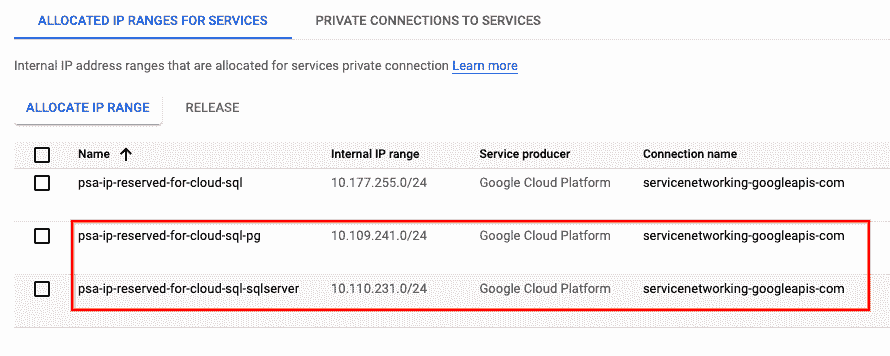 ALLOCATED IP RANGES FOR SERVICES PRIVATE CONNECTIONS TO SERVICES
Internal IP address ranges that are allocated for services private connection Learn more
ALLOCATE IP RANGE RELEASE
Name ↑ Internal IP range Service producer Connection name
psa-ip-reserved-for-cloud-sql 10.177.255.0/24 Google Cloud Platform servicenetworking-googleapis-com
psa-ip-reserved-for-cloud-sql-pg 10.109.241.0/24 Google Cloud Platform servicenetworking-googleapis-com
psa-ip-reserved-for-cloud-sql-sqlserver 10.110.231.0/24 Google Cloud Platform servicenetworking-googleapis-com